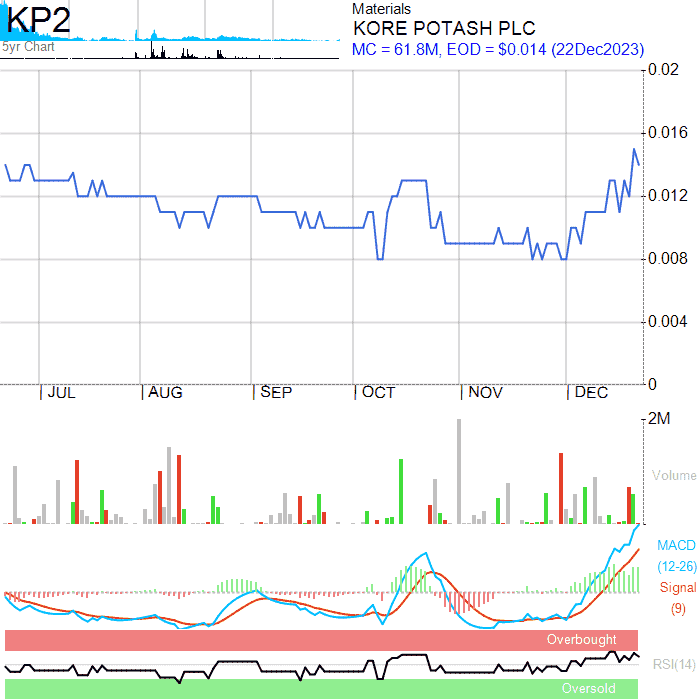 KP2
5yr Chart
Materials
KORE POTASH PLC
MC = 61.8M, EOD = $0.014 (22Dec2023)
0.02
0.016
0.012
0.008
0.004
0
| JUL | AUG | SEP | OCT | NOV | DEC
2M
Volume
MACD
(12-26)
Signal
(9)
Overbought
RSI(14)
Oversold